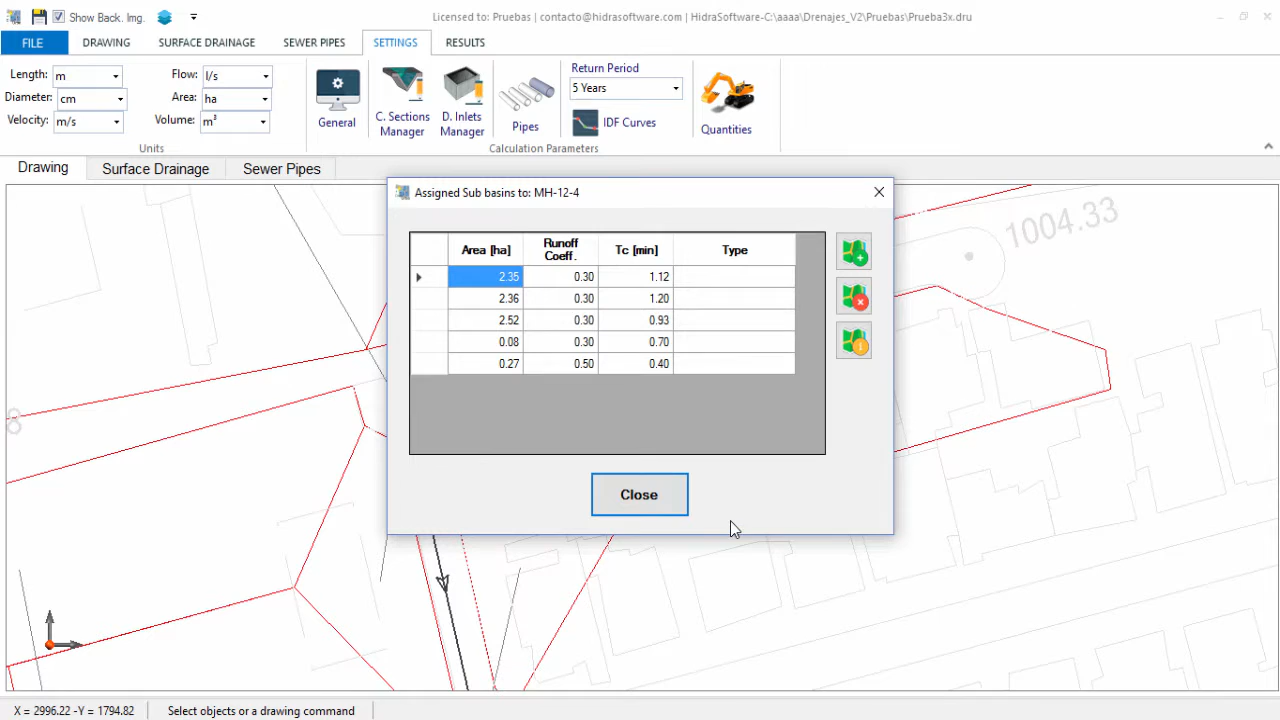 Show Back. Img.
Licensed to: Pruebas | contacto@hidrasoftware.com | HidraSoftware-C:\aaaa\Drenajes_V2\Pruebas\Prueba3x.dru
FILE
DRAWING
SURFACE DRAINAGE
SEWER PIPES
SETTINGS
RESULTS
Length: m
Flow: l/s
Diameter: cm
Area: ha
Velocity: m/s
Volume: m³
Units
General
C. Sections
Manager
D. Inlets
Manager
Pipes
Return Period
5 Years
IDF Curves
Calculation Parameters
Quantities
Drawing
Surface Drainage
Sewer Pipes
Assigned Sub basins to: MH-12-4
Area [ha] Runoff Coeff. Tc [min] Type
2.35 0.30 1.12
2.36 0.30 1.20
2.52 0.30 0.93
0.08 0.30 0.70
0.27 0.50 0.40
Close
1004.33
8
X = 2996.22 -Y = 1794.82
Select objects or a drawing command